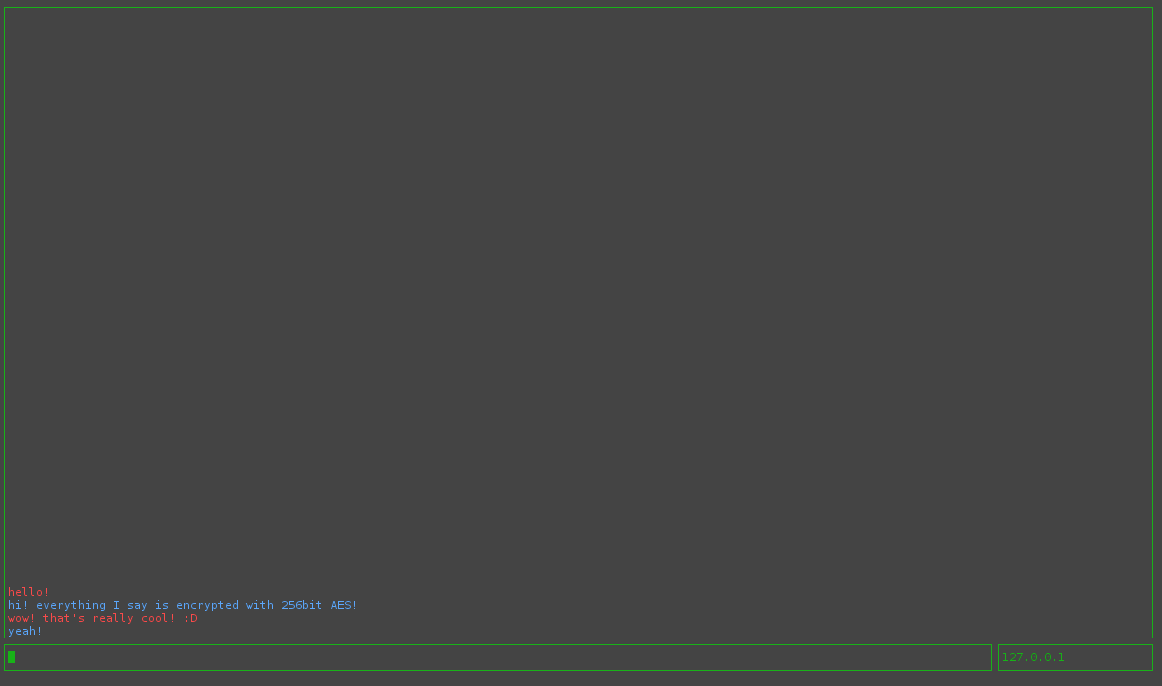 hello!
hi! everything I say is encrypted with 256bit AES!
wow! that's really cool! :D
yeah!
127.0.0.1